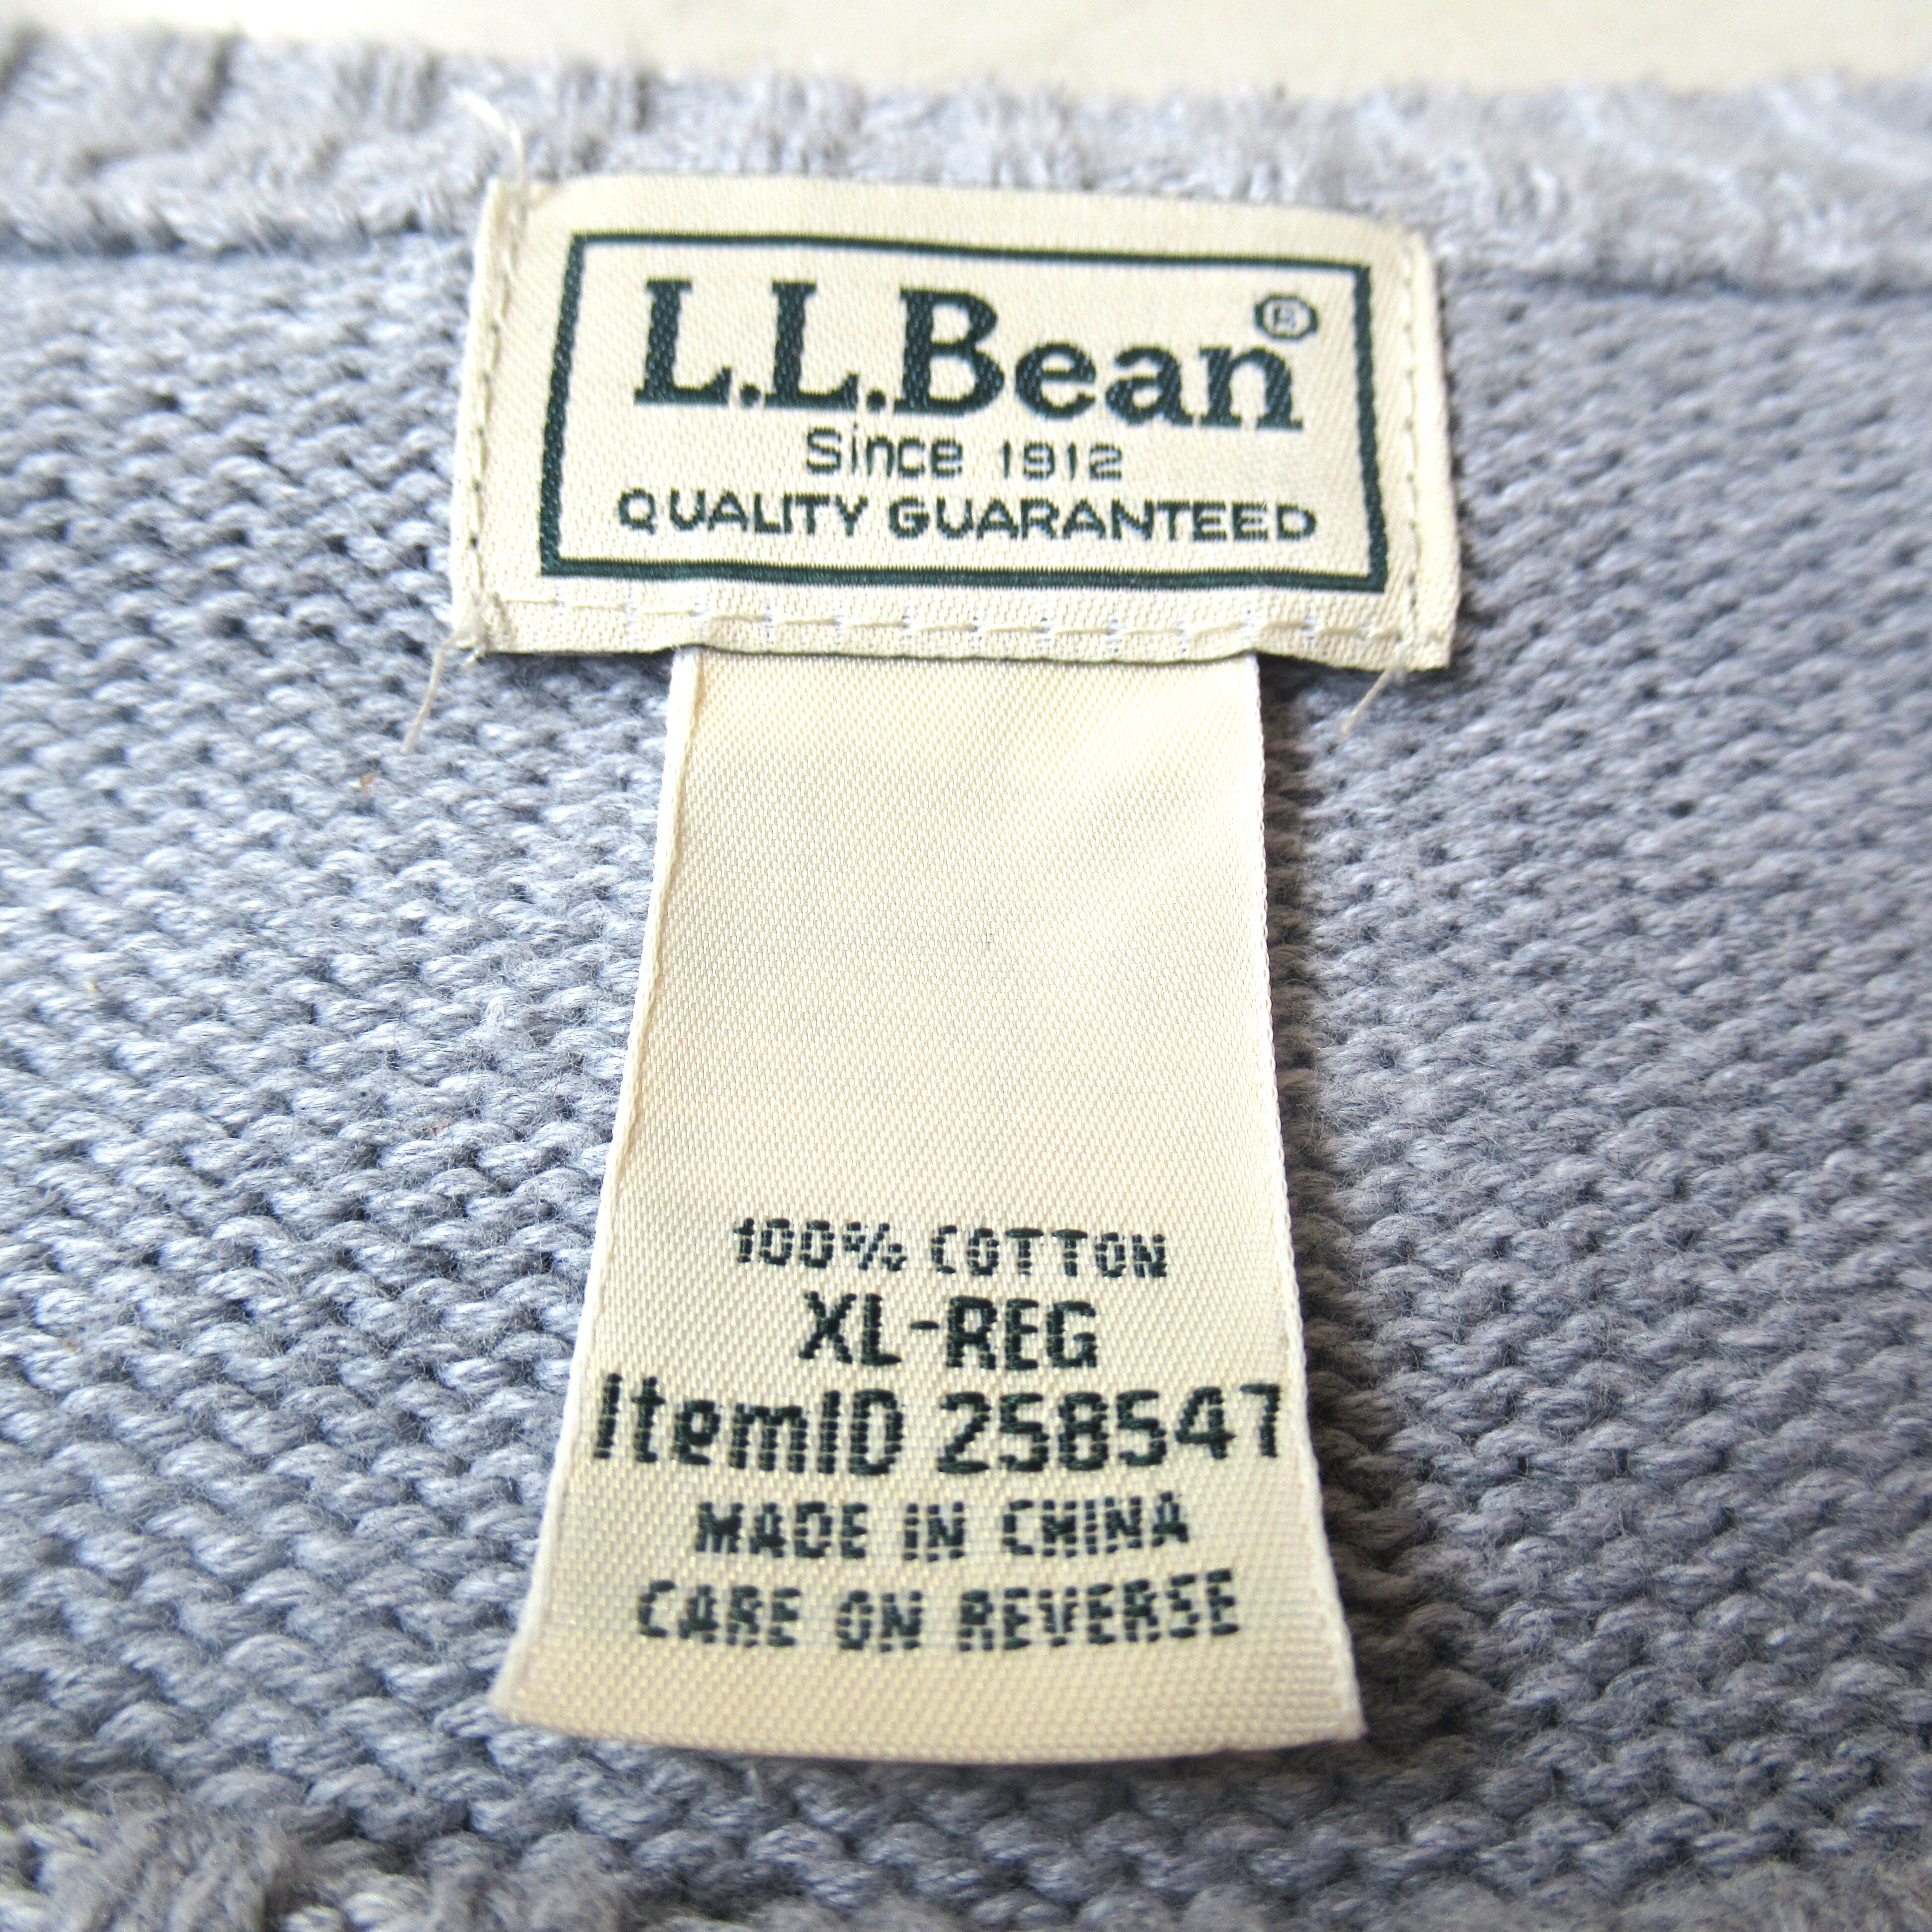 L.L.Bean®
Since 1912
QUALITY GUARANTEED
100% COTTON
XL-REG
ItemID 258547
MADE IN CHINA
CARE ON REVERSE